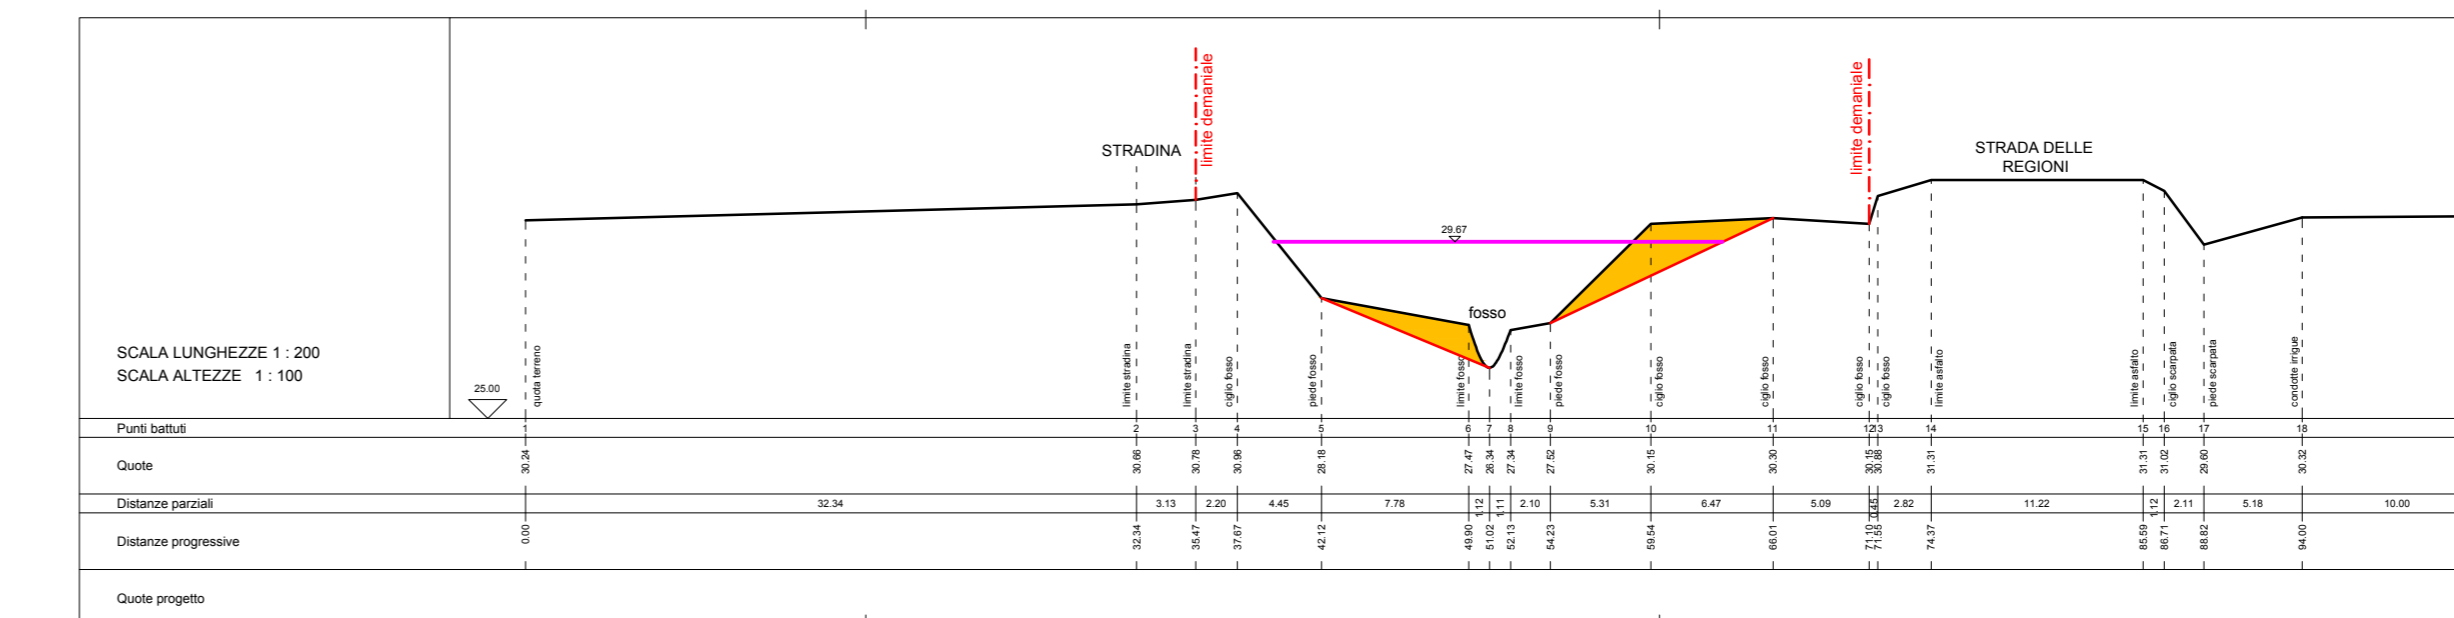 limite demaniale
limite demaniale
STRADINA
STRADA DELLE
REGIONI
29.67
fosso
SCALA LUNGHEZZE 1 : 200
SCALA ALTEZZE 1 : 100
25.00
quota terreno
limite stradina
limite stradina
ciglio fosso
piede fosso
limite fosso
limite fosso
piede fosso
ciglio fosso
ciglio fosso
ciglio fosso
ciglio fosso
limite asfalto
limite asfalto
ciglio scarpata
piede scarpata
condotte irrigue
Punti battuti 1 2 3 4 5 6 7 8 9 10 11 12 13 14 15 16 17 18
Quote 30.24 30.66 30.78 30.96 28.18 27.47 26.34 27.34 27.52 30.15 30.30 30.15 30.88 31.31 31.31 31.02 29.60 30.32
Distanze parziali 32.34 3.13 2.20 4.45 7.78 1.12 1.11 2.10 5.31 6.47 5.09 0.45 2.82 11.22 1.12 2.11 5.18 10.00
Distanze progressive 0.00 32.34 35.47 37.67 42.12 49.90 51.02 52.13 54.23 59.54 66.01 71.10 71.55 74.37 85.59 86.71 88.82 94.00
Quote progetto